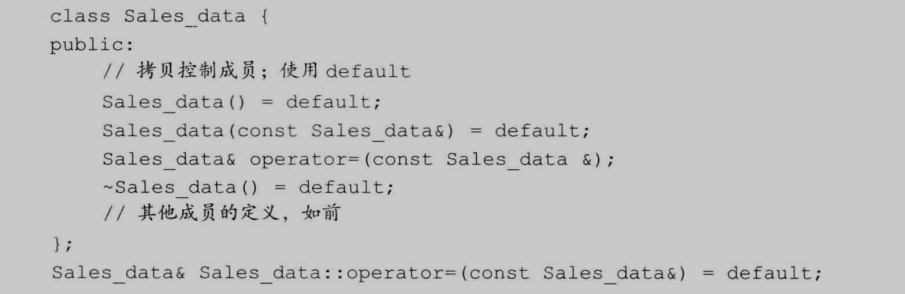 class Sales_data {
public:
    // 拷贝控制成员；使用 default
    Sales_data() = default;
    Sales_data(const Sales_data&) = default;
    Sales_data& operator=(const Sales_data &);
    ~Sales_data() = default;
    // 其他成员的定义，如前
};
Sales_data& Sales_data::operator=(const Sales_data&) = default;